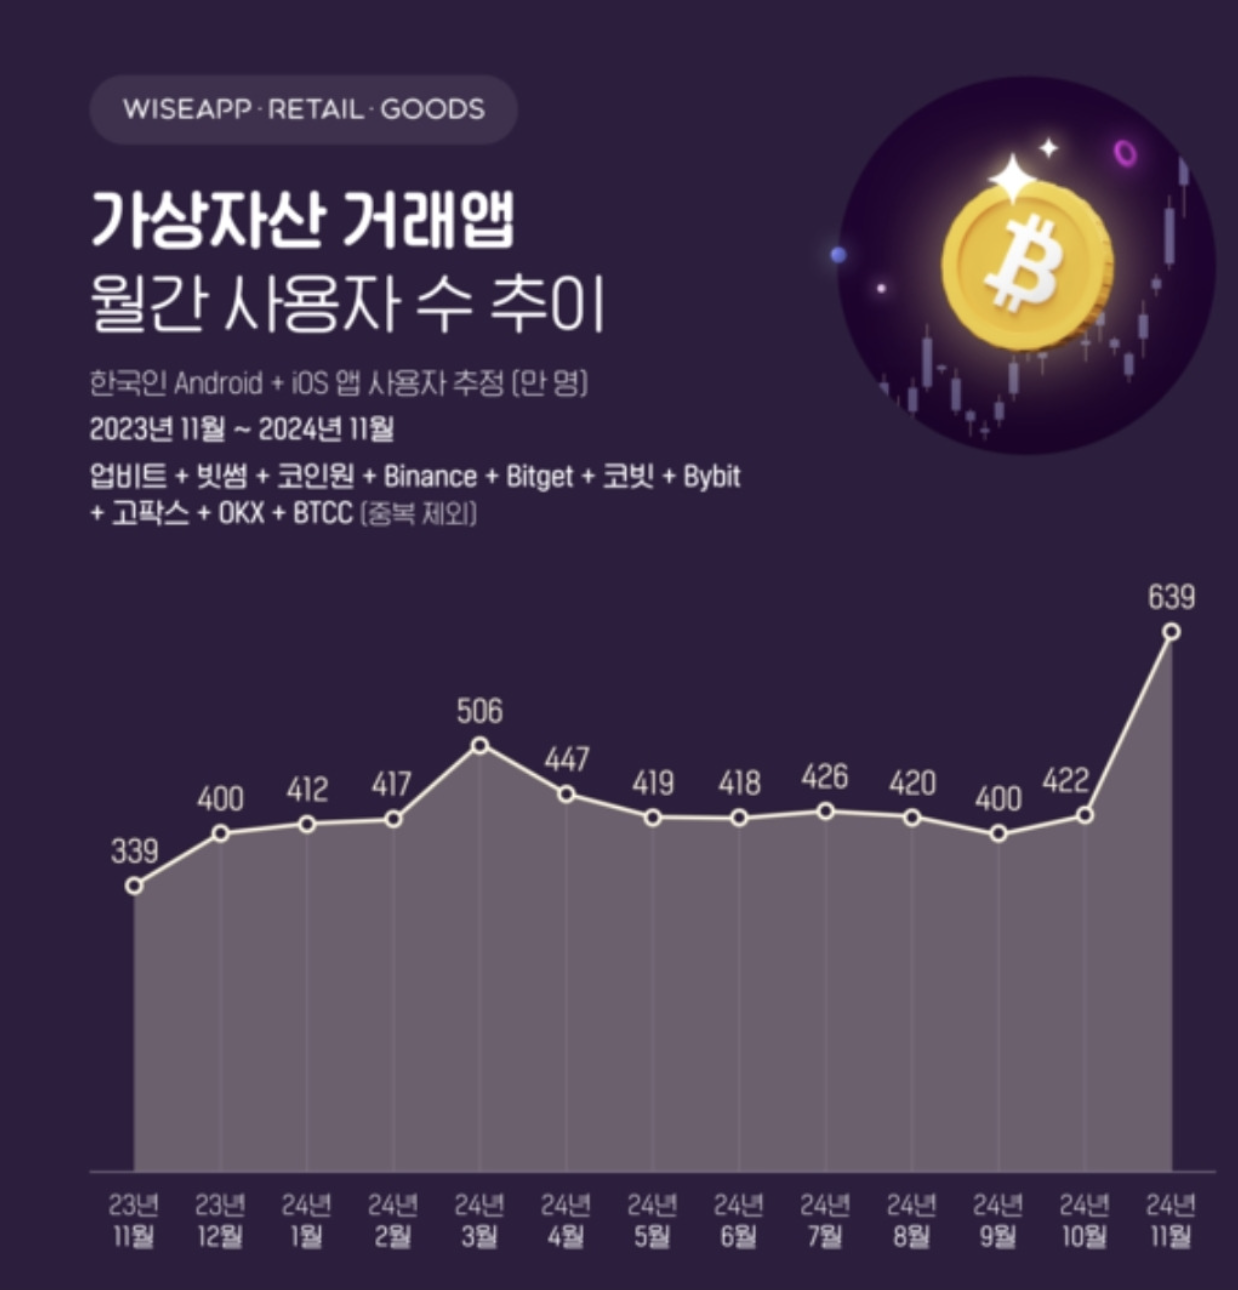 WISEAPP · RETAIL · GOODS
가상자산 거래앱
월간 사용자 수 추이
한국인 Android + iOS 앱 사용자 추정 (만 명)
2023년 11월 ~ 2024년 11월
업비트 + 빗썸 + 코인원 + Binance + Bitget + 코빗 + Bybit
+ 고팍스 + OKX + BTCC (중복 제외)
339
400
412
417
506
447
419
418
426
420
400
422
639
23년 11월
23년 12월
24년 1월
24년 2월
24년 3월
24년 4월
24년 5월
24년 6월
24년 7월
24년 8월
24년 9월
24년 10월
24년 11월